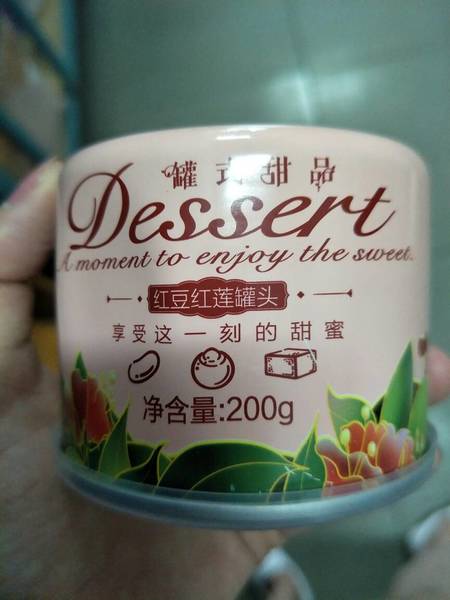 罐式甜品
Dessert
A moment to enjoy the sweet.
红豆红莲罐头
享受这一刻的甜蜜
净含量:200g